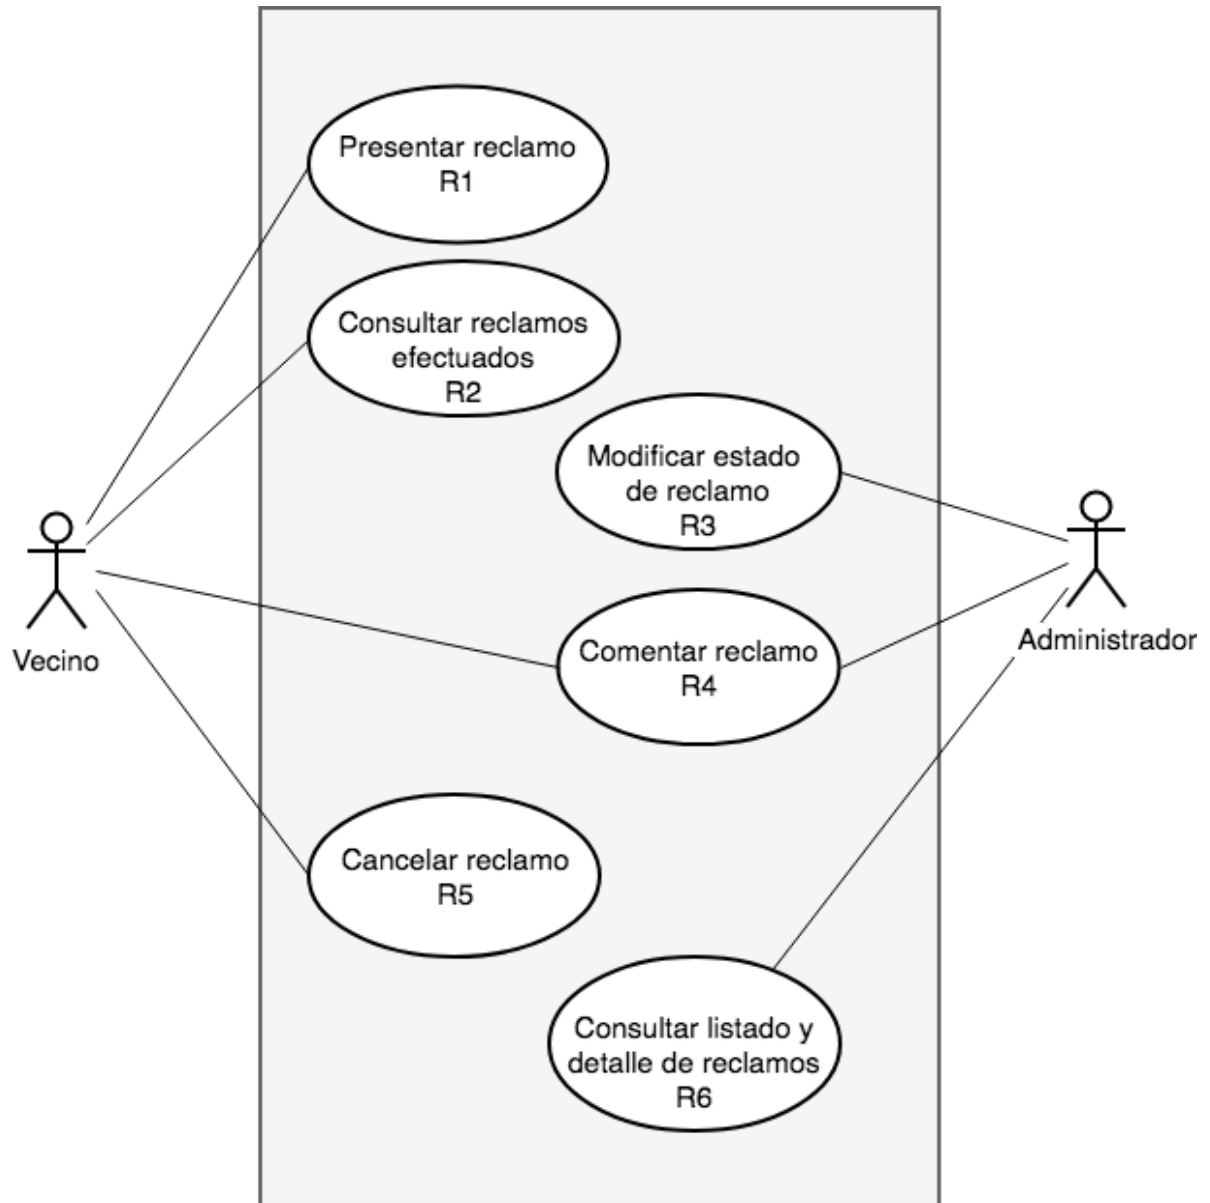 Presentar reclamo
R1
Consultar reclamos
efectuados
R2
Modificar estado
de reclamo
R3
Vecino
Administrador
Comentar reclamo
R4
Cancelar reclamo
R5
Consultar listado y
detalle de reclamos
R6